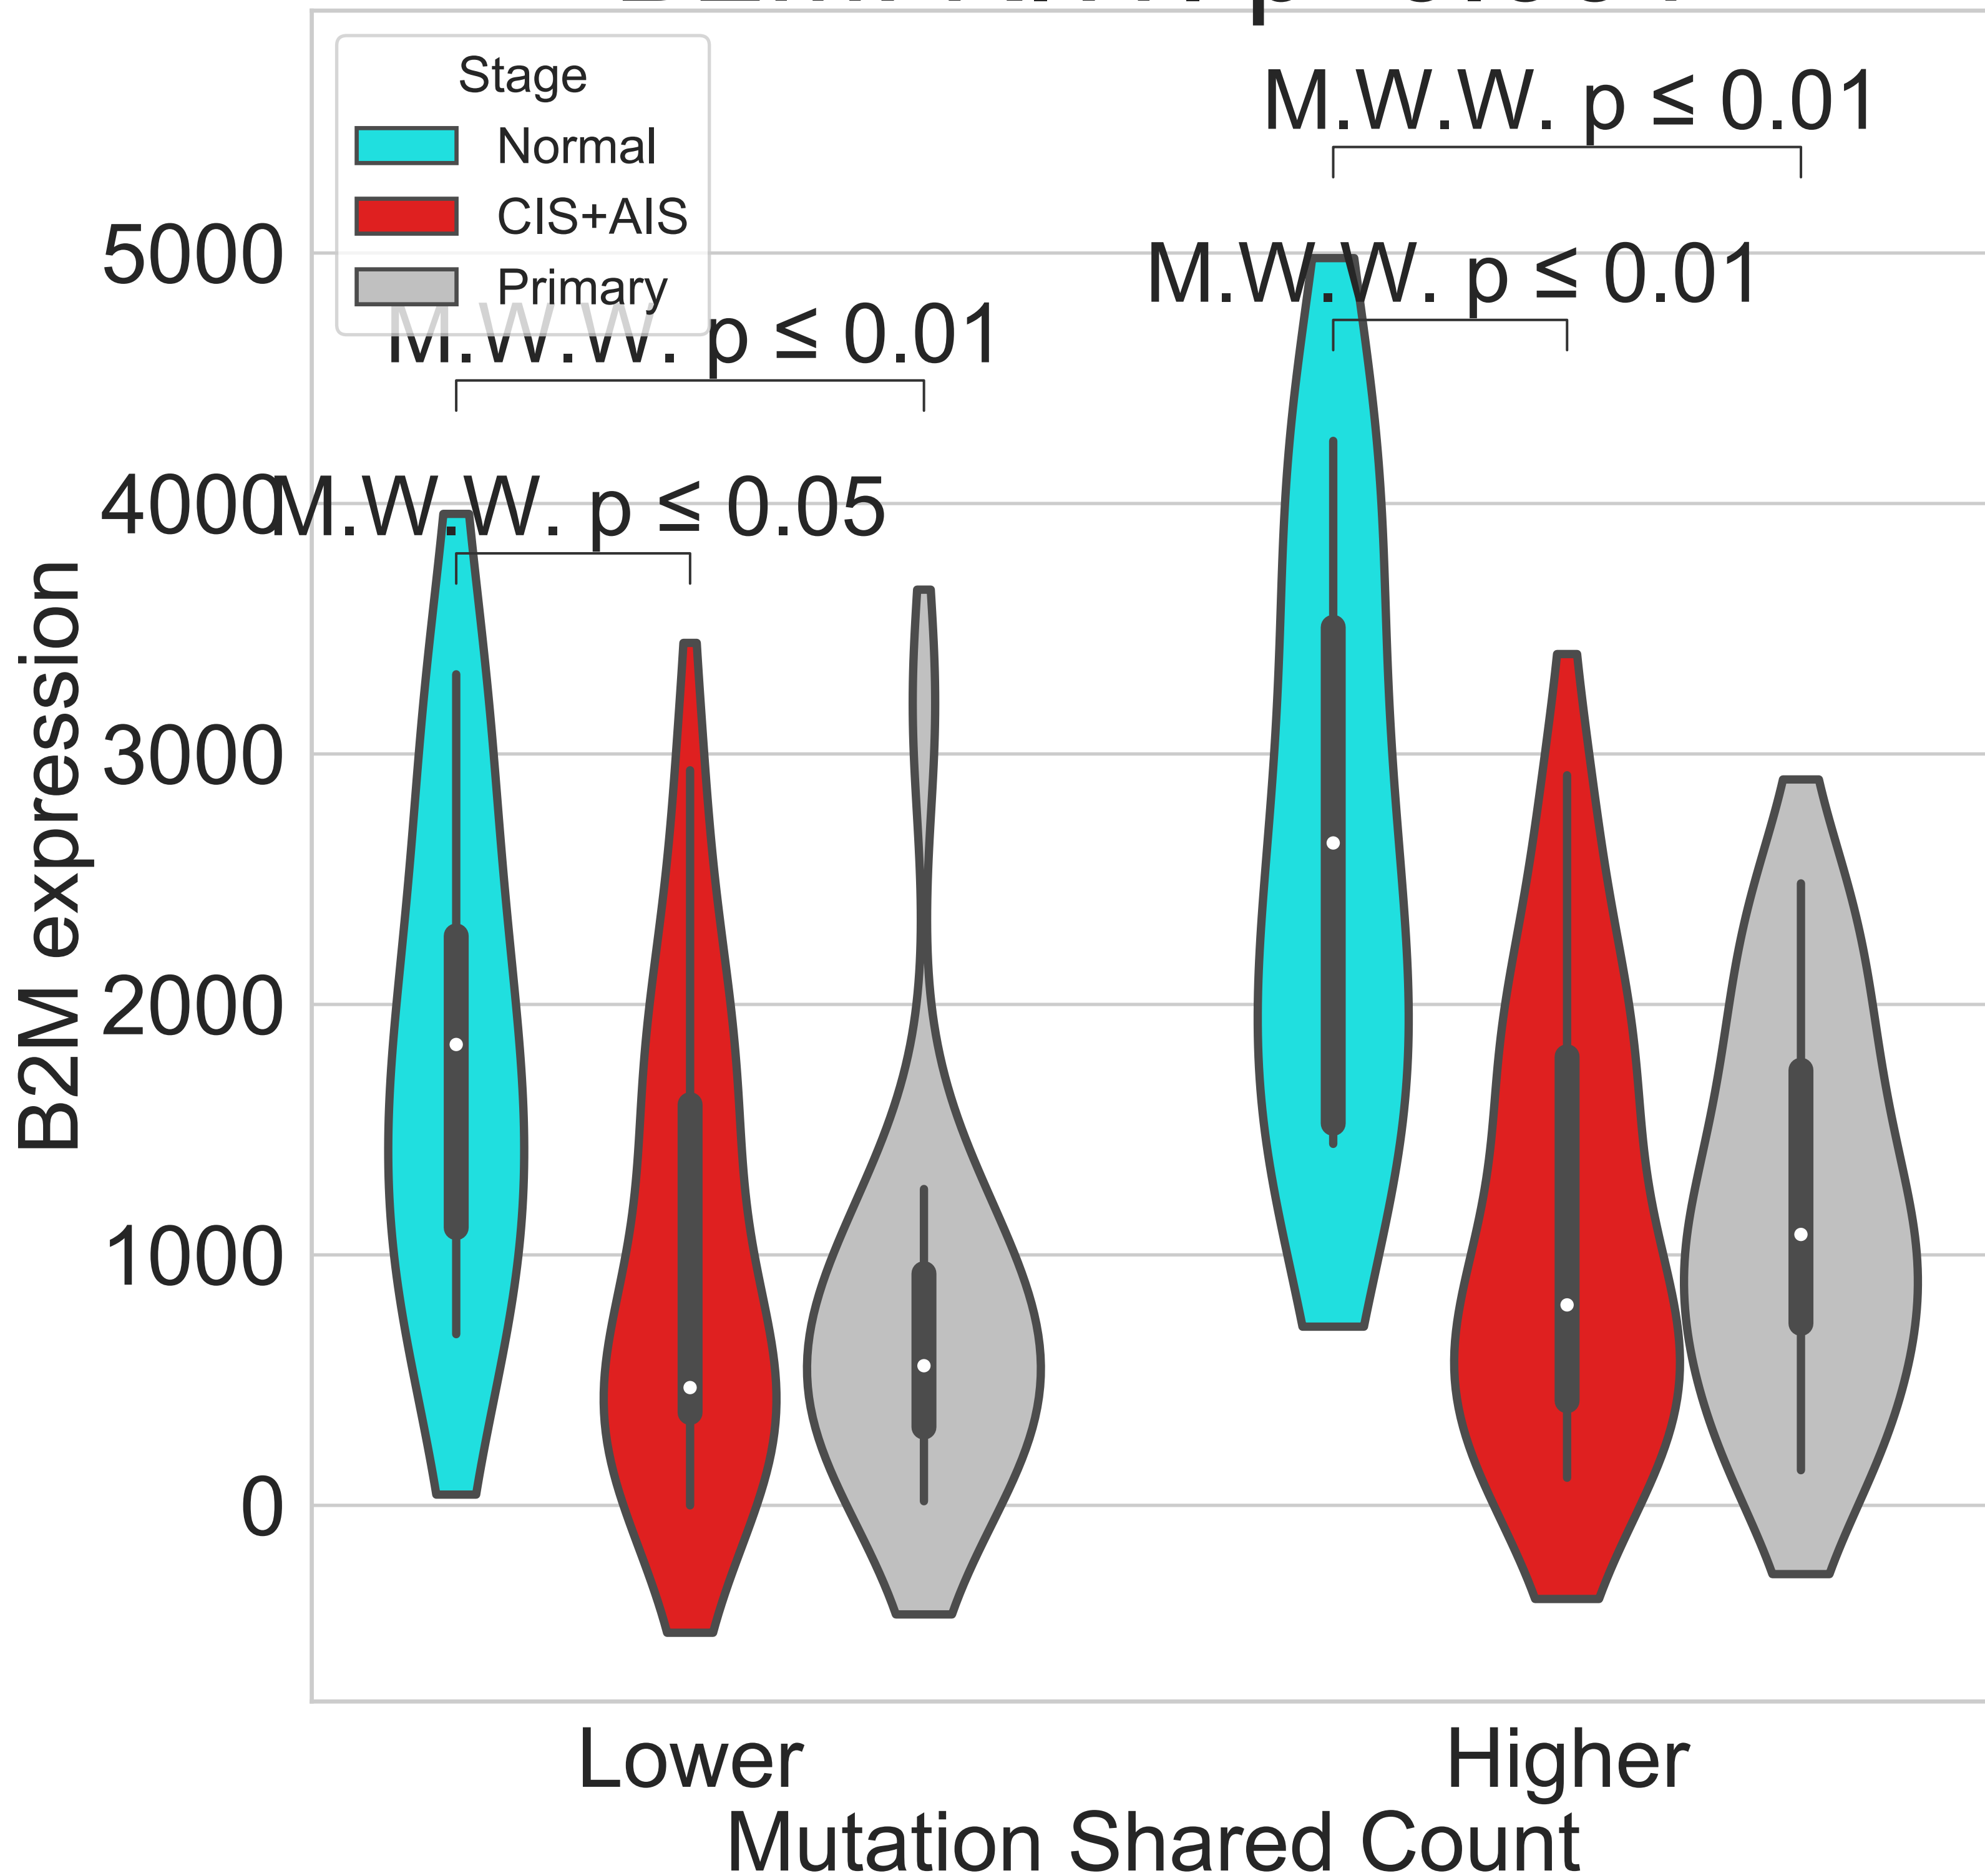 Stage
Normal
CIS+AIS
Primary
M.W.W. p ≤ 0.01
M.W.W. p ≤ 0.01
M.W.W. p ≤ 0.01
M.W.W. p ≤ 0.05
5000
4000
3000
2000
1000
0
B2M expression
Lower
Higher
Mutation Shared Count